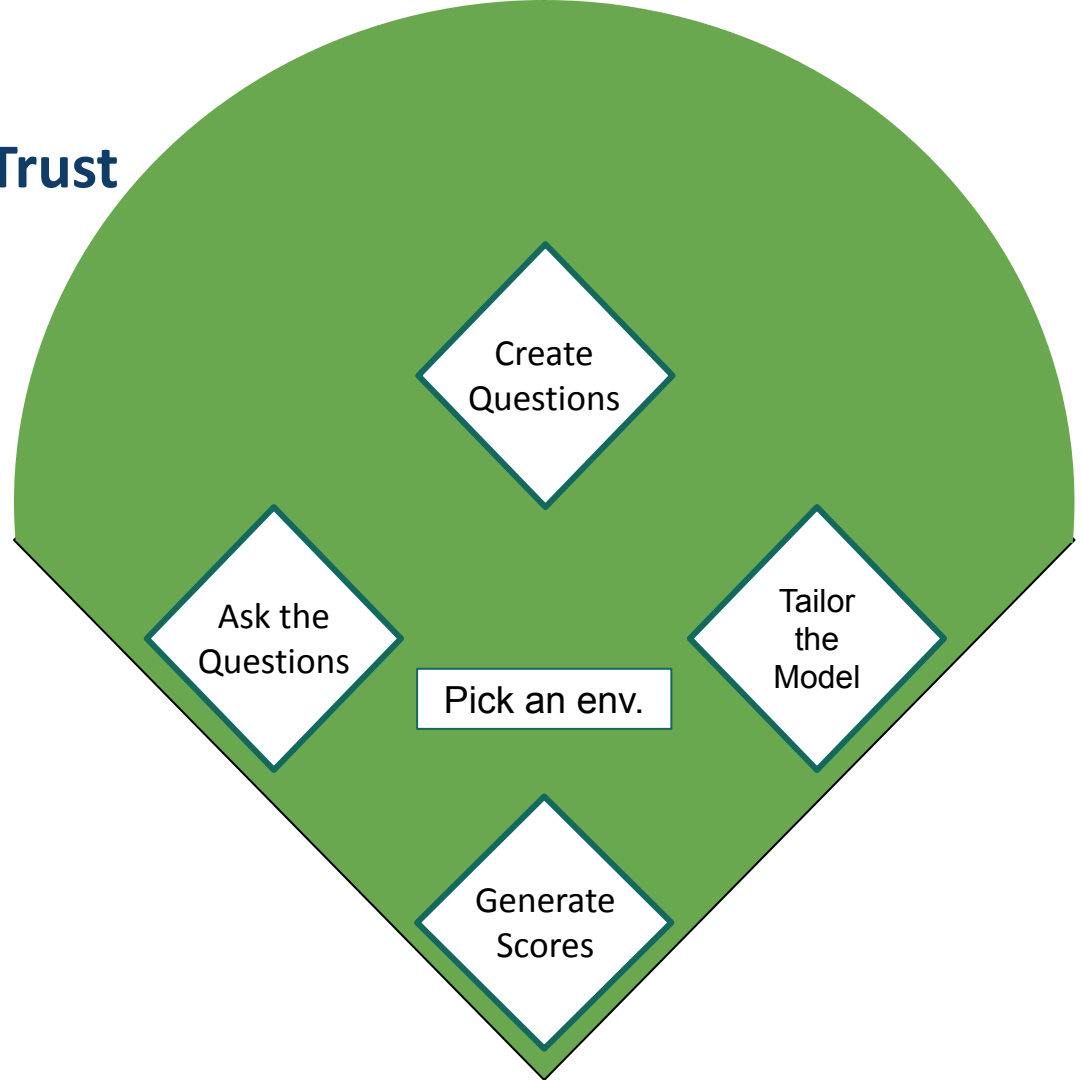 Trust
Create
Questions
Ask the
Questions
Tailor
the
Model
Pick an env.
Generate
Scores